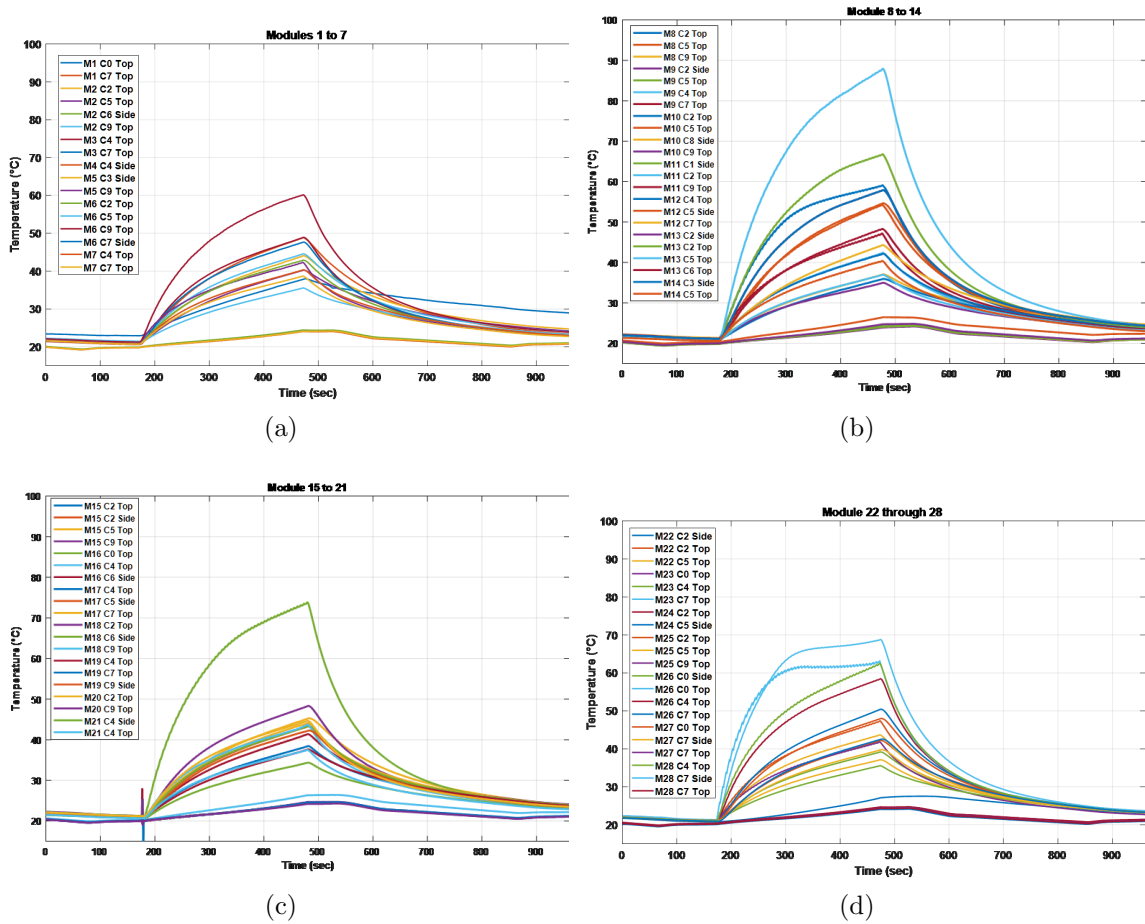 Modules 1 to 7
100
90
80
70
60
50
40
30
20
Temperature (°C)
M1 C0 Top
M1 C7 Top
M2 C2 Top
M2 C5 Top
M2 C6 Side
M2 C9 Top
M3 C4 Top
M3 C7 Top
M4 C4 Side
M5 C3 Side
M5 C9 Top
M6 C2 Top
M6 C5 Top
M6 C9 Top
M6 C7 Side
M7 C4 Top
M7 C7 Top
0 100 200 300 400 500 600 700 800 900
Time (sec)
(a)
Module 8 to 14
100
90
80
70
60
50
40
30
20
Temperature (°C)
M8 C2 Top
M8 C5 Top
M8 C9 Top
M9 C2 Side
M9 C5 Top
M9 C4 Top
M9 C7 Top
M10 C2 Top
M10 C5 Top
M10 C8 Side
M10 C9 Top
M11 C1 Side
M11 C2 Top
M11 C9 Top
M12 C4 Top
M12 C5 Side
M12 C7 Top
M13 C2 Side
M13 C2 Top
M13 C5 Top
M13 C6 Top
M14 C3 Side
M14 C5 Top
0 100 200 300 400 500 600 700 800 900
Time (sec)
(b)
Module 15 to 21
100
90
80
70
60
50
40
30
20
Temperature (°C)
M15 C2 Top
M15 C2 Side
M15 C5 Top
M15 C9 Top
M16 C0 Top
M16 C4 Top
M16 C6 Side
M17 C4 Top
M17 C5 Side
M17 C7 Top
M18 C2 Top
M18 C6 Side
M18 C9 Top
M19 C4 Top
M19 C7 Top
M19 C9 Side
M20 C2 Top
M20 C9 Top
M21 C4 Side
M21 C4 Top
0 100 200 300 400 500 600 700 800 900
Time (sec)
(c)
Module 22 through 28
100
90
80
70
60
50
40
30
20
Temperature (°C)
M22 C2 Side
M22 C2 Top
M22 C5 Top
M23 C0 Top
M23 C4 Top
M23 C7 Top
M24 C2 Top
M24 C5 Side
M25 C2 Top
M25 C5 Top
M25 C9 Top
M26 C0 Side
M26 C0 Top
M26 C4 Top
M26 C7 Top
M27 C0 Top
M27 C7 Side
M27 C7 Top
M28 C4 Top
M28 C7 Side
M28 C7 Top
0 100 200 300 400 500 600 700 800 900
Time (sec)
(d)